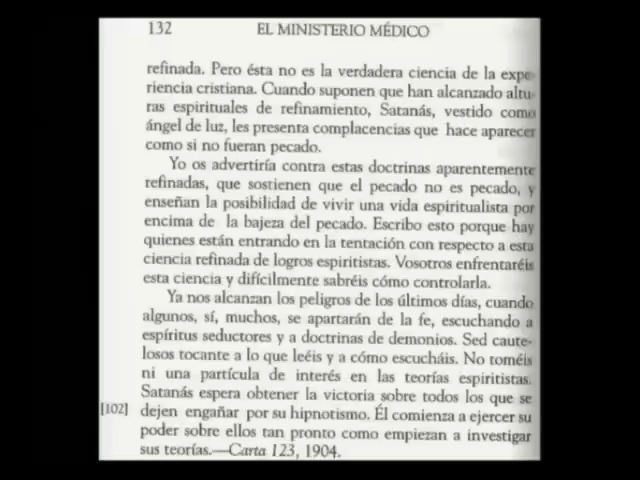 132 EL MINISTERIO MÉDICO
refinada. Pero ésta no es la verdadera ciencia de la expe-
riencia cristiana. Cuando suponen que han alcanzado altu-
ras espirituales de refinamiento, Satanás, vestido como
ángel de luz, les presenta complacencias que hace aparecer
como si no fueran pecado.
Yo os advertiría contra estas doctrinas aparentemente
refinadas, que sostienen que el pecado no es pecado, y
enseñan la posibilidad de vivir una vida espiritualista por
encima de la bajeza del pecado. Escribo esto porque hay
quienes están entrando en la tentación con respecto a esta
ciencia refinada de logros espiritistas. Vosotros enfrentaréis
esta ciencia y difícilmente sabréis cómo controlarla.
Ya nos alcanzan los peligros de los últimos días, cuando
algunos, sí, muchos, se apartarán de la fe, escuchando a
espíritus seductores y a doctrinas de demonios. Sed caute-
losos tocante a lo que leéis y a cómo escucháis. No toméis
ni una partícula de interés en las teorías espiritistas.
Satanás espera obtener la victoria sobre todos los que se
[102] dejen engañar por su hipnotismo. Él comienza a ejercer su
poder sobre ellos tan pronto como empiezan a investigar
sus teorías.—Carta 123, 1904.